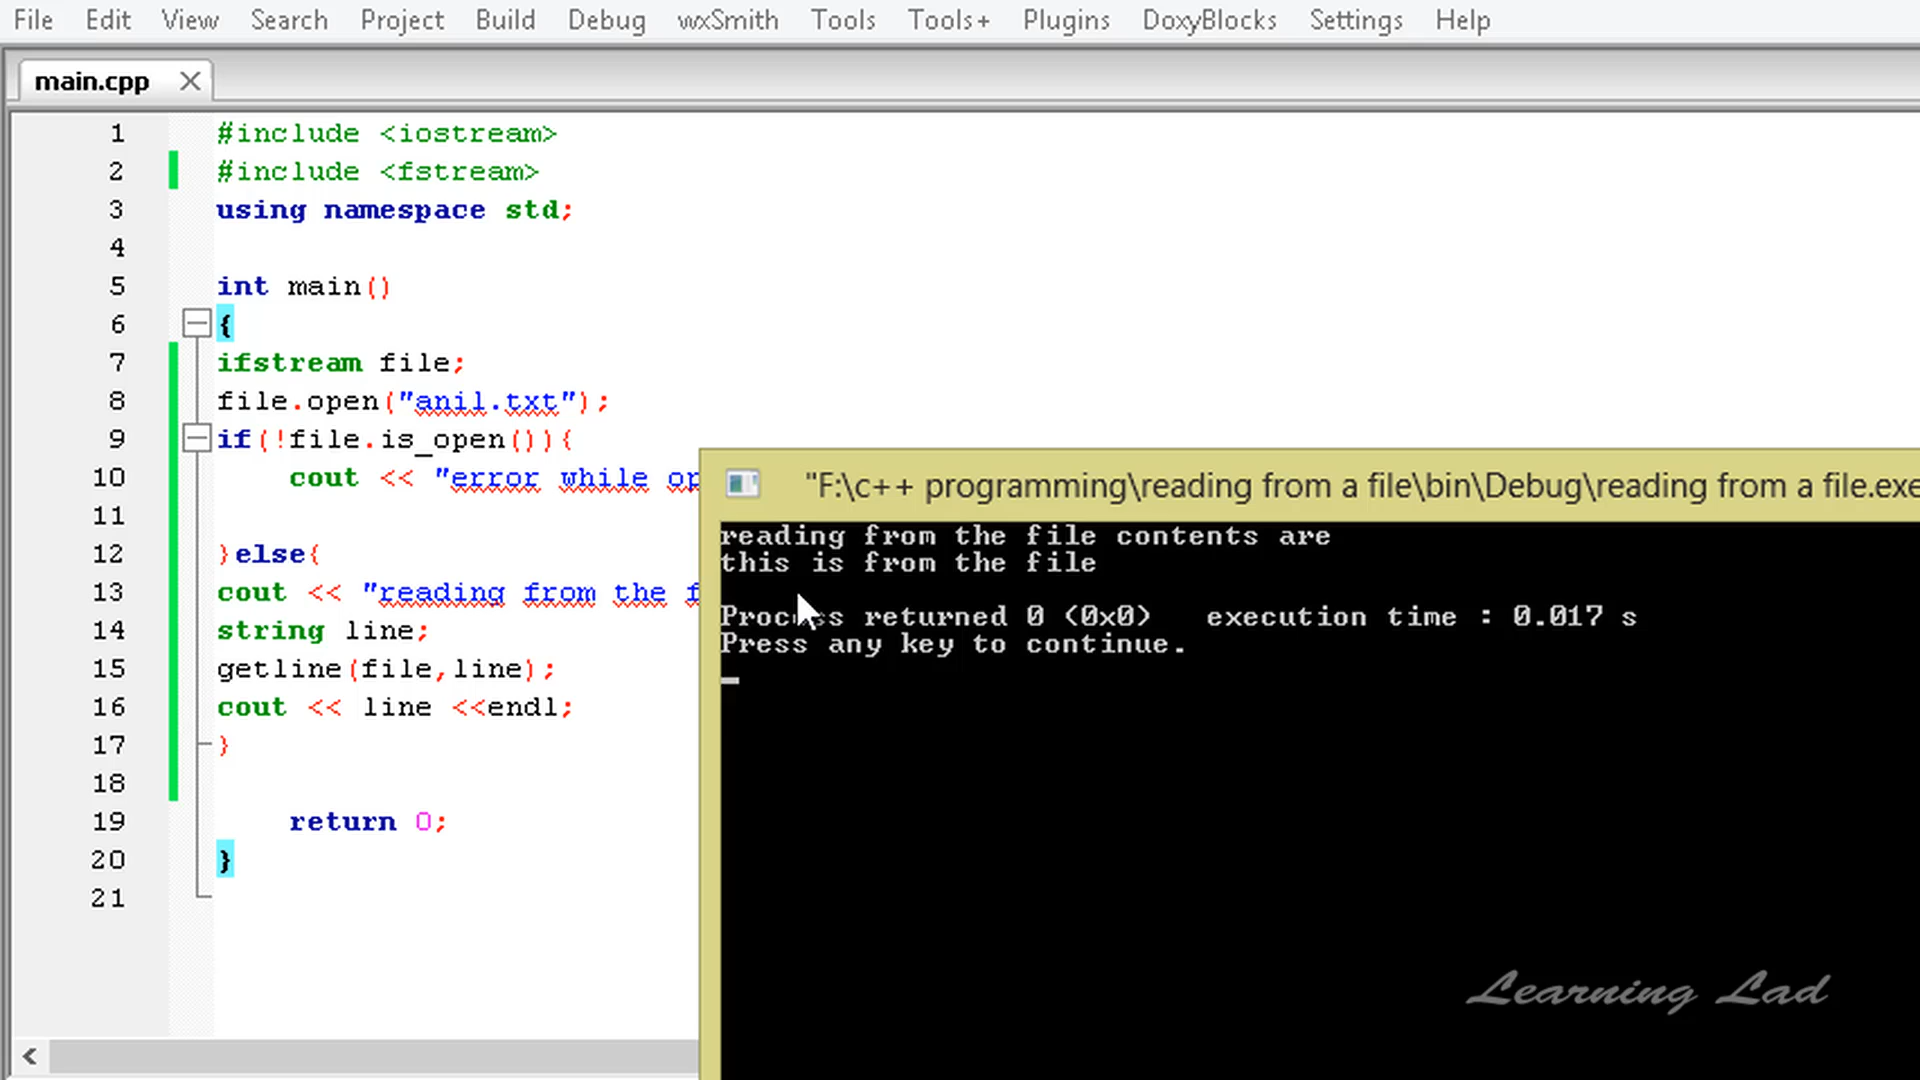 File Edit View Search Project Build Debug wxSmith Tools Tools+ Plugins DoxyBlocks Settings Help
main.cpp
1 #include <iostream>
2 #include <fstream>
3 using namespace std;
4
5 int main()
6 {
7 ifstream file;
8 file.open("anil.txt");
9 if(!file.is_open()){
10 cout << "error while op
11
12 }else{
13 cout << "reading from the f
14 string line;
15 getline(file,line);
16 cout << line <<endl;
17 }
18
19 return 0;
20 }
21
"F:\c++ programming\reading from a file\bin\Debug\reading from a file.exe
reading from the file contents are
this is from the file
Process returned 0 (0x0) execution time : 0.017 s
Press any key to continue.
Learning Lad